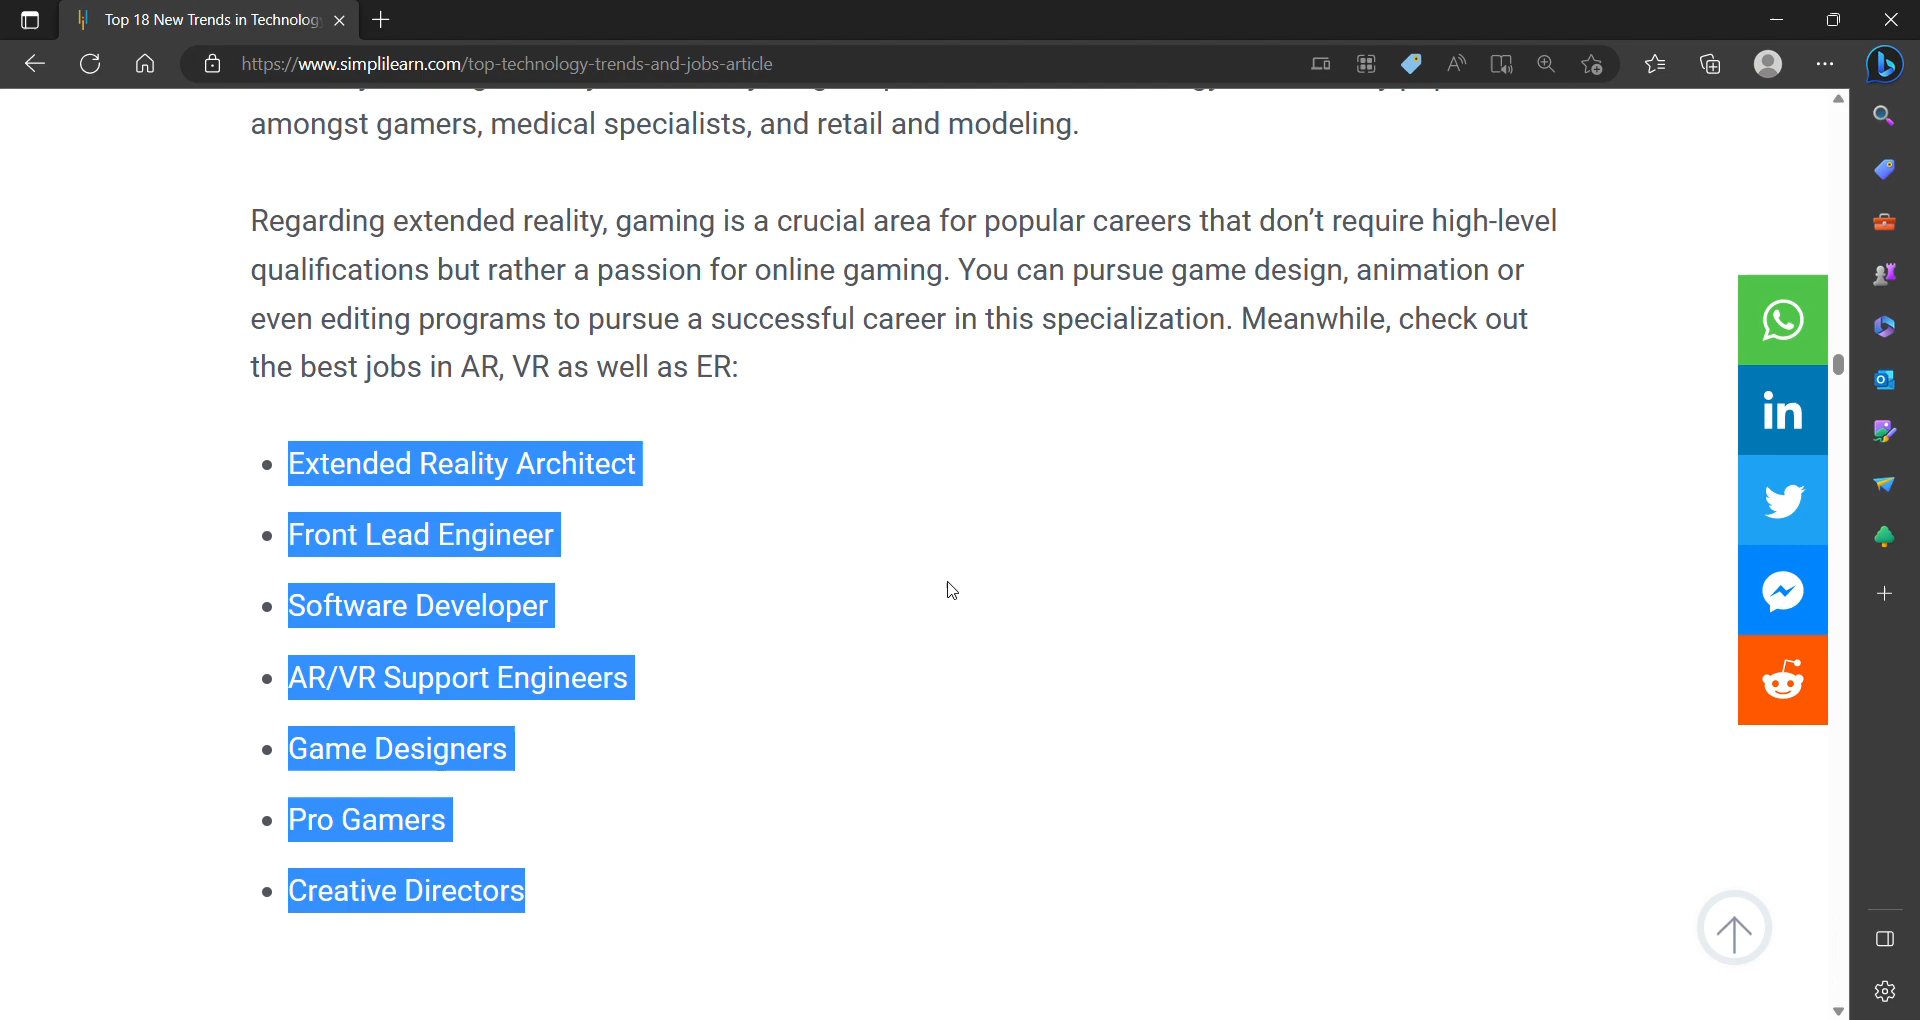 Top 18 New Trends in Technolog
https://www.simplilearn.com/top-technology-trends-and-jobs-article
amongst gamers, medical specialists, and retail and modeling.
Regarding extended reality, gaming is a crucial area for popular careers that don’t require high-level
qualifications but rather a passion for online gaming. You can pursue game design, animation or
even editing programs to pursue a successful career in this specialization. Meanwhile, check out
the best jobs in AR, VR as well as ER:
• Extended Reality Architect
• Front Lead Engineer
• Software Developer
• AR/VR Support Engineers
• Game Designers
• Pro Gamers
• Creative Directors
in